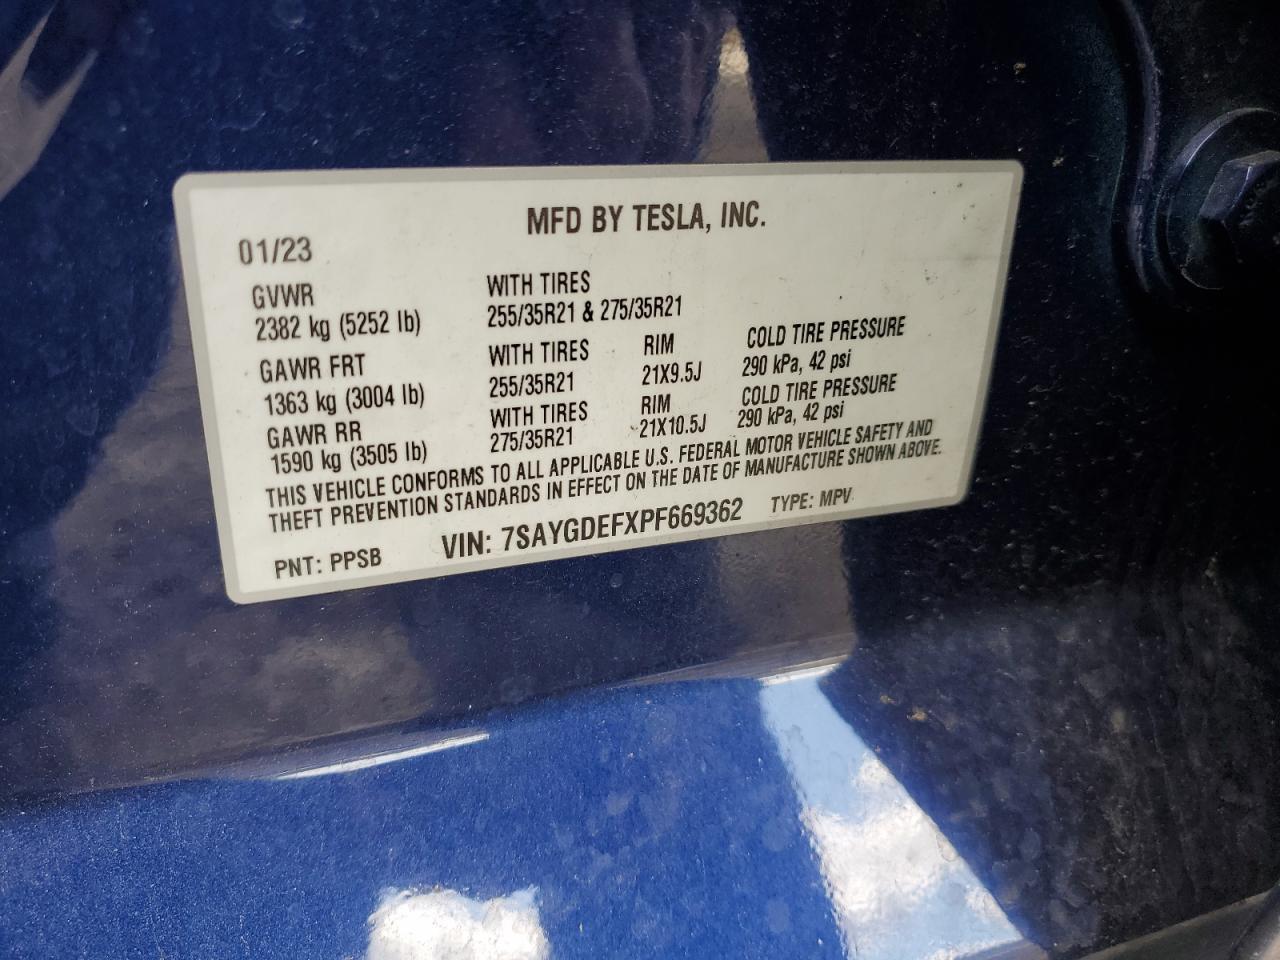 MFD BY TESLA, INC.
01/23
GVWR WITH TIRES
2382 kg (5252 lb) 255/35R21 & 275/35R21
GAWR FRT WITH TIRES RIM COLD TIRE PRESSURE
1363 kg (3004 lb) 255/35R21 21X9.5J 290 kPa, 42 psi
GAWR RR WITH TIRES RIM COLD TIRE PRESSURE
1590 kg (3505 lb) 275/35R21 21X10.5J 290 kPa, 42 psi
THIS VEHICLE CONFORMS TO ALL APPLICABLE U.S. FEDERAL MOTOR VEHICLE SAFETY AND
THEFT PREVENTION STANDARDS IN EFFECT ON THE DATE OF MANUFACTURE SHOWN ABOVE.
PNT: PPSB VIN: 7SAYGDEFXPF669362 TYPE: MPV